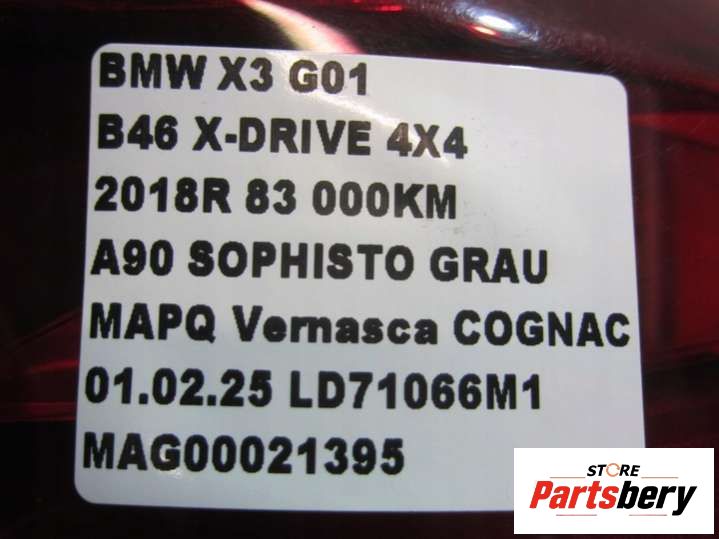 BMW X3 G01
B46 X-DRIVE 4X4
2018R 83 000KM
A90 SOPHISTO GRAU
MAPQ Vernasca COGNAC
01.02.25 LD71066M1
MAG00021395
STORE
Partsbery